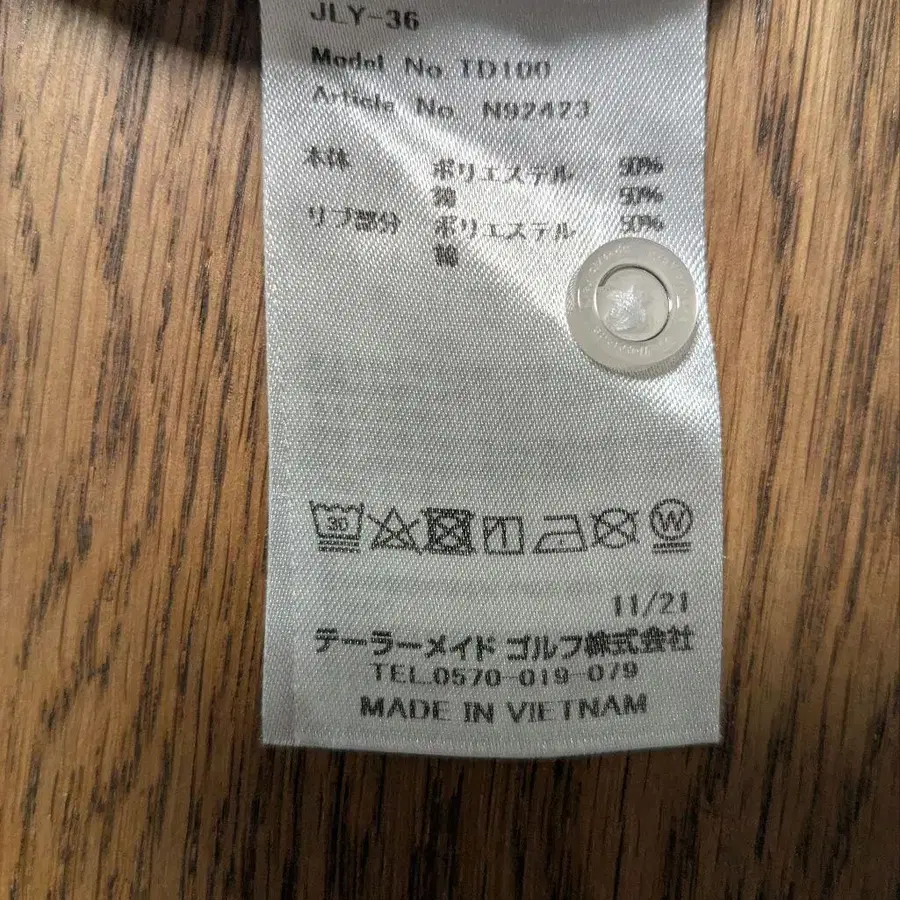 JLY-36
Model No. TD100
Article No. N92473
本体 ポリエステル 50%
綿 50%
リブ部分 ポリエステル 50%
綿
30
W
11/21
テーラーメイド ゴルフ株式会社
TEL.0570-019-079
MADE IN VIETNAM